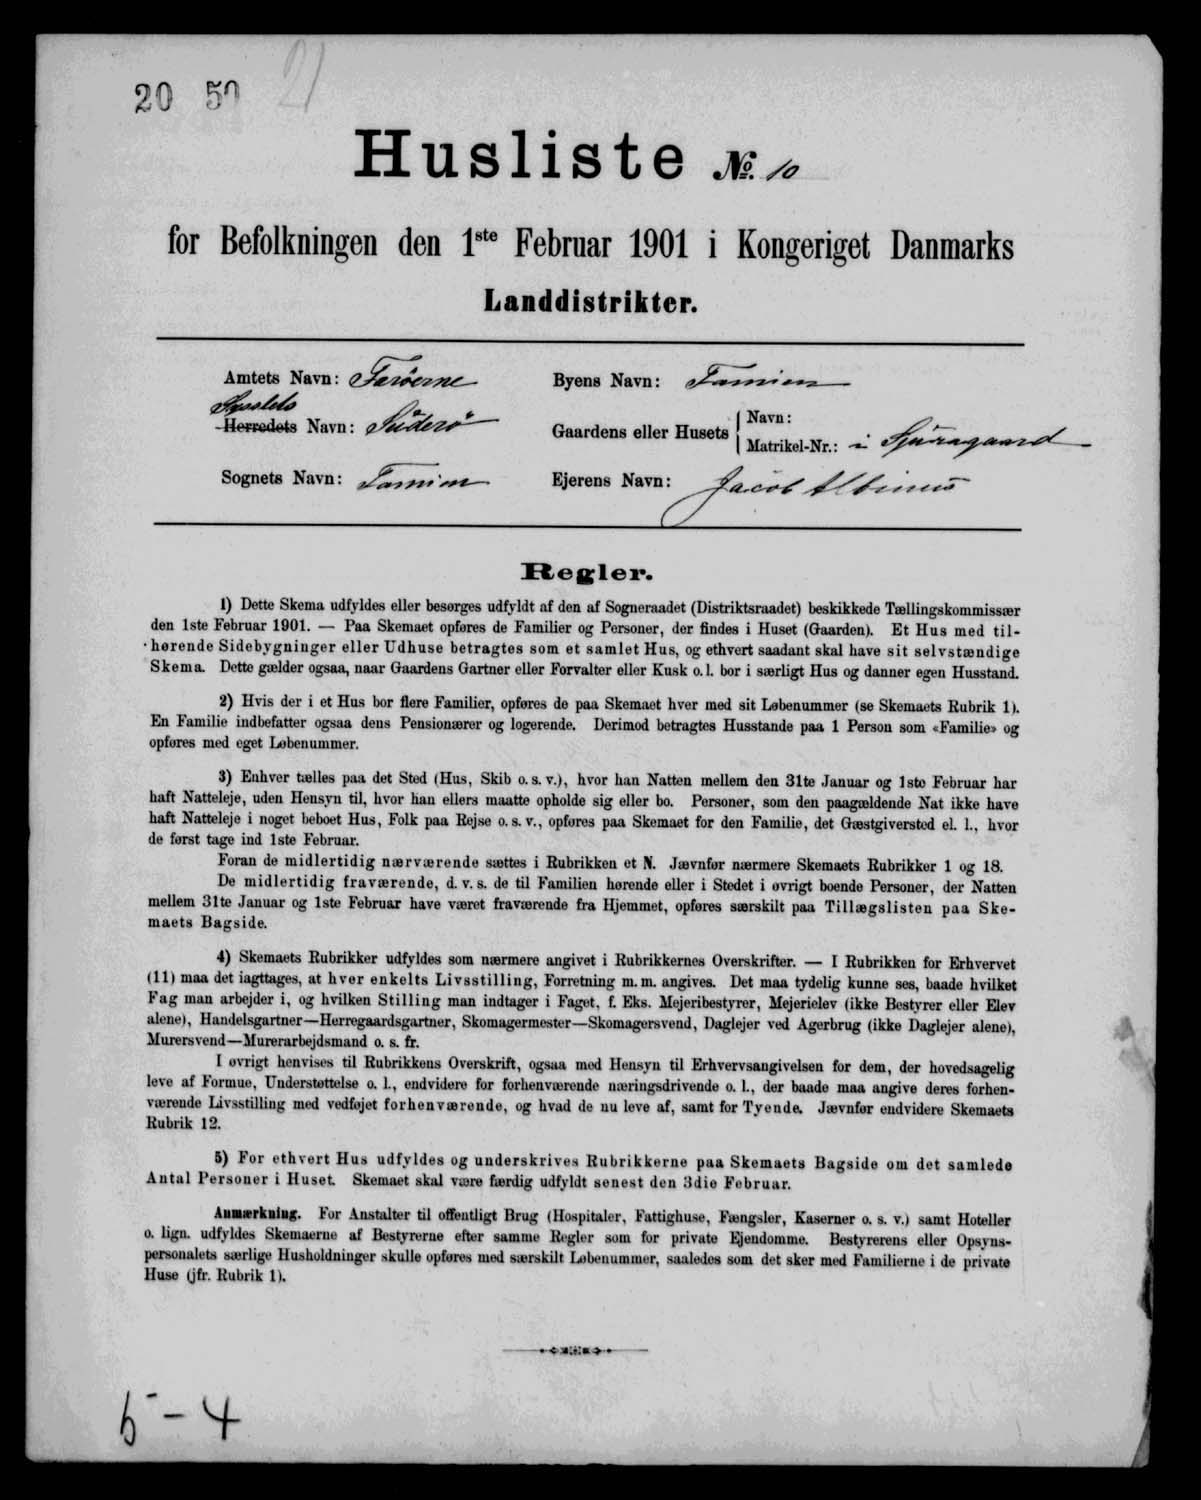 20 50 21
Husliste No. 10
for Befolkningen den 1ste Februar 1901 i Kongeriget Danmarks
Landdistrikter.
Amtets Navn: Færöerne
Byens Navn: Famien
Sysslets
Herredets Navn: Süderö
Gaardens eller Husets
Navn:
Matrikel-Nr.: i Sjuragaard
Sognets Navn: Famien
Ejerens Navn: Jacob Albinus
Regler.
1) Dette Skema udfyldes eller besørges udfyldt af den af Sogneraadet (Distriktsraadet) beskikkede Tællingskommissær
den 1ste Februar 1901. — Paa Skemaet opføres de Familier og Personer, der findes i Huset (Gaarden). Et Hus med til-
hørende Sidebygninger eller Udhuse betragtes som et samlet Hus, og ethvert saadant skal have sit selvstændige
Skema. Dette gælder ogsaa, naar Gaardens Gartner eller Forvalter eller Kusk o. l. bor i særligt Hus og danner egen Husstand.
2) Hvis der i et Hus bor flere Familier, opføres de paa Skemaet hver med sit Løbenummer (se Skemaets Rubrik 1).
En Familie indbefatter ogsaa dens Pensionærer og logerende. Derimod betragtes Husstande paa 1 Person som «Familie» og
opføres med eget Løbenummer.
3) Enhver tælles paa det Sted (Hus, Skib o. s. v.), hvor han Natten mellem den 31te Januar og 1ste Februar har
haft Natteleje, uden Hensyn til, hvor han ellers maatte opholde sig eller bo. Personer, som den paagældende Nat ikke have
haft Natteleje i noget beboet Hus, Folk paa Rejse o. s. v., opføres paa Skemaet for den Familie, det Gæstgiversted el. l., hvor
de først tage ind 1ste Februar.
Foran de midlertidig nærværende sættes i Rubrikken et N. Jævnfør nærmere Skemaets Rubrikker 1 og 18.
De midlertidig fraværende, d. v. s. de til Familien hørende eller i Stedet i øvrigt boende Personer, der Natten
mellem 31te Januar og 1ste Februar have været fraværende fra Hjemmet, opføres særskilt paa Tillægslisten paa Ske-
maets Bagside.
4) Skemaets Rubrikker udfyldes som nærmere angivet i Rubrikkernes Overskrifter. — I Rubrikken for Erhvervet
(11) maa det iagttages, at hver enkelts Livsstilling, Forretning m. m. angives. Det maa tydelig kunne ses, baade hvilket
Fag man arbejder i, og hvilken Stilling man indtager i Faget, f. Eks. Mejeribestyrer, Mejerielev (ikke Bestyrer eller Elev
alene), Handelsgartner—Herregaardsgartner, Skomagermester—Skomagersvend, Daglejer ved Agerbrug (ikke Daglejer alene),
Murersvend—Murerarbejdsmand o. s. fr.
I øvrigt henvises til Rubrikkens Overskrift, ogsaa med Hensyn til Erhvervsangivelsen for dem, der hovedsagelig
leve af Formue, Understøttelse o. l., endvidere for forhenværende næringsdrivende o. l., der baade maa angive deres forhen-
værende Livsstilling med vedføjet forhenværende, og hvad de nu leve af, samt for Tyende. Jævnfør endvidere Skemaets
Rubrik 12.
5) For ethvert Hus udfyldes og underskrives Rubrikkerne paa Skemaets Bagside om det samlede
Antal Personer i Huset. Skemaet skal være færdig udfyldt senest den 3die Februar.
Anmærkning. For Anstalter til offentligt Brug (Hospitaler, Fattighuse, Fængsler, Kaserner o. s. v.) samt Hoteller
o. lign. udfyldes Skemaerne af Bestyrerne efter samme Regler som for private Ejendomme. Bestyrerens eller Opsyns-
personalets særlige Husholdninger skulle opføres med særskilt Løbenummer, saaledes som det sker med Familierne i de private
Huse (jfr. Rubrik 1).
5 - 4